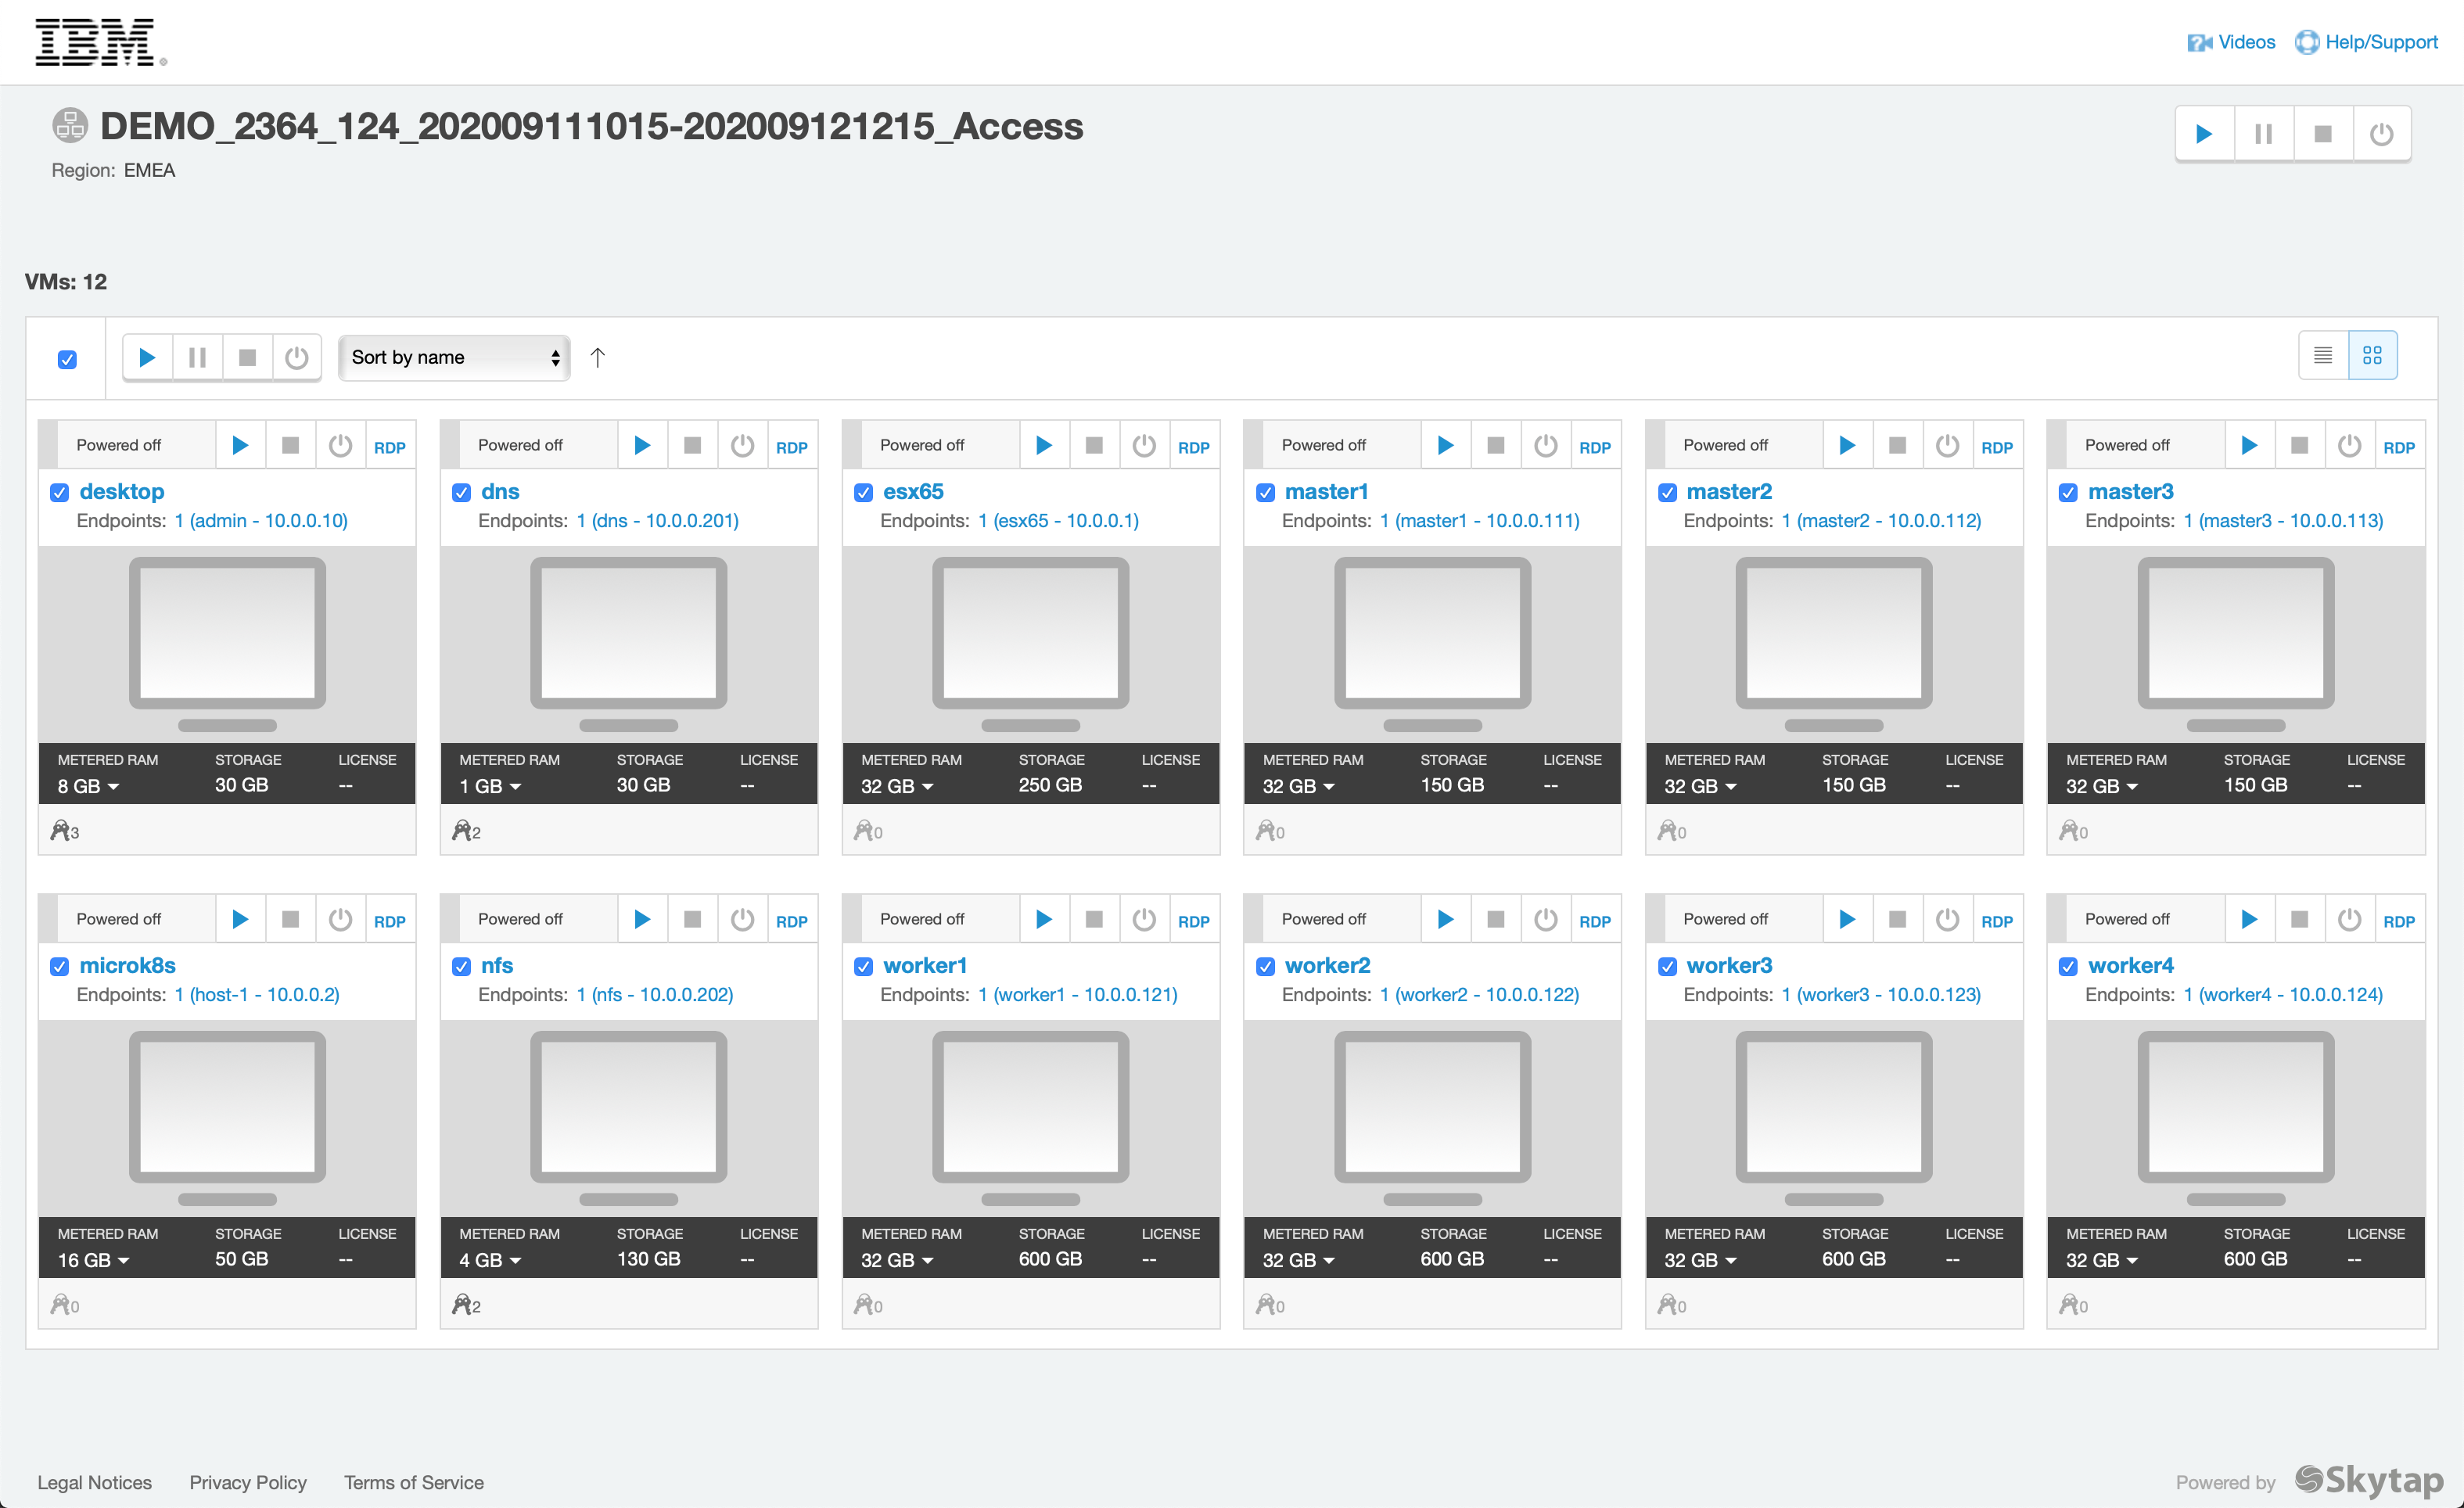 IBM
Videos Help/Support
DEMO_2364_124_202009111015-202009121215_Access
Region: EMEA
VMs: 12
Sort by name
Powered off RDP Powered off RDP Powered off RDP Powered off RDP Powered off RDP Powered off RDP
desktop dns esx65 master1 master2 master3
Endpoints: 1 (admin - 10.0.0.10) Endpoints: 1 (dns - 10.0.0.201) Endpoints: 1 (esx65 - 10.0.0.1) Endpoints: 1 (master1 - 10.0.0.111) Endpoints: 1 (master2 - 10.0.0.112) Endpoints: 1 (master3 - 10.0.0.113)
METERED RAM STORAGE LICENSE METERED RAM STORAGE LICENSE METERED RAM STORAGE LICENSE METERED RAM STORAGE LICENSE METERED RAM STORAGE LICENSE METERED RAM STORAGE LICENSE
8 GB 30 GB -- 1 GB 30 GB -- 32 GB 250 GB -- 32 GB 150 GB -- 32 GB 150 GB -- 32 GB 150 GB --
3 2 0 0 0 0
Powered off RDP Powered off RDP Powered off RDP Powered off RDP Powered off RDP Powered off RDP
microk8s nfs worker1 worker2 worker3 worker4
Endpoints: 1 (host-1 - 10.0.0.2) Endpoints: 1 (nfs - 10.0.0.202) Endpoints: 1 (worker1 - 10.0.0.121) Endpoints: 1 (worker2 - 10.0.0.122) Endpoints: 1 (worker3 - 10.0.0.123) Endpoints: 1 (worker4 - 10.0.0.124)
METERED RAM STORAGE LICENSE METERED RAM STORAGE LICENSE METERED RAM STORAGE LICENSE METERED RAM STORAGE LICENSE METERED RAM STORAGE LICENSE METERED RAM STORAGE LICENSE
16 GB 50 GB -- 4 GB 130 GB -- 32 GB 600 GB -- 32 GB 600 GB -- 32 GB 600 GB -- 32 GB 600 GB --
0 2 0 0 0 0
Legal Notices Privacy Policy Terms of Service Powered by Skytap